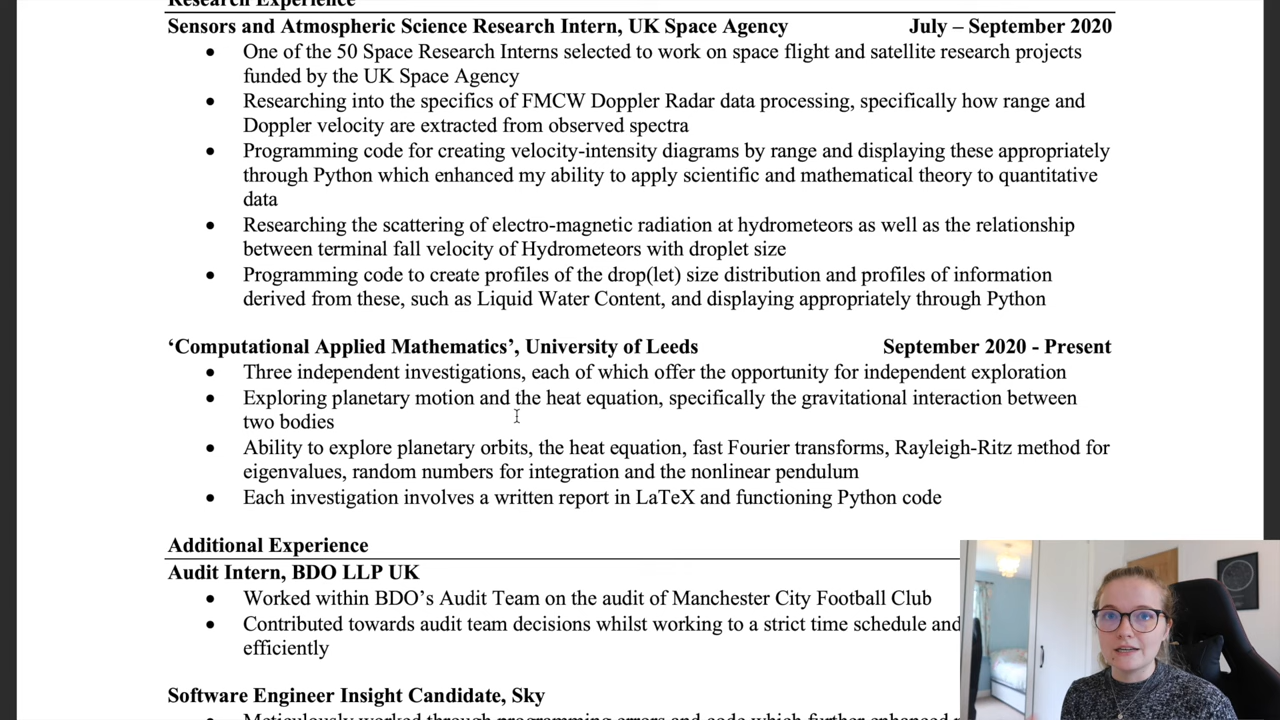 Research Experience
Sensors and Atmospheric Science Research Intern, UK Space Agency July – September 2020
• One of the 50 Space Research Interns selected to work on space flight and satellite research projects
funded by the UK Space Agency
• Researching into the specifics of FMCW Doppler Radar data processing, specifically how range and
Doppler velocity are extracted from observed spectra
• Programming code for creating velocity-intensity diagrams by range and displaying these appropriately
through Python which enhanced my ability to apply scientific and mathematical theory to quantitative
data
• Researching the scattering of electro-magnetic radiation at hydrometeors as well as the relationship
between terminal fall velocity of Hydrometeors with droplet size
• Programming code to create profiles of the drop(let) size distribution and profiles of information
derived from these, such as Liquid Water Content, and displaying appropriately through Python
‘Computational Applied Mathematics’, University of Leeds September 2020 - Present
• Three independent investigations, each of which offer the opportunity for independent exploration
• Exploring planetary motion and the heat equation, specifically the gravitational interaction between
two bodies
• Ability to explore planetary orbits, the heat equation, fast Fourier transforms, Rayleigh-Ritz method for
eigenvalues, random numbers for integration and the nonlinear pendulum
• Each investigation involves a written report in LaTeX and functioning Python code
Additional Experience
Audit Intern, BDO LLP UK
• Worked within BDO’s Audit Team on the audit of Manchester City Football Club
• Contributed towards audit team decisions whilst working to a strict time schedule and
efficiently
Software Engineer Insight Candidate, Sky
• Meticulously worked through programming errors and code which further enhanced